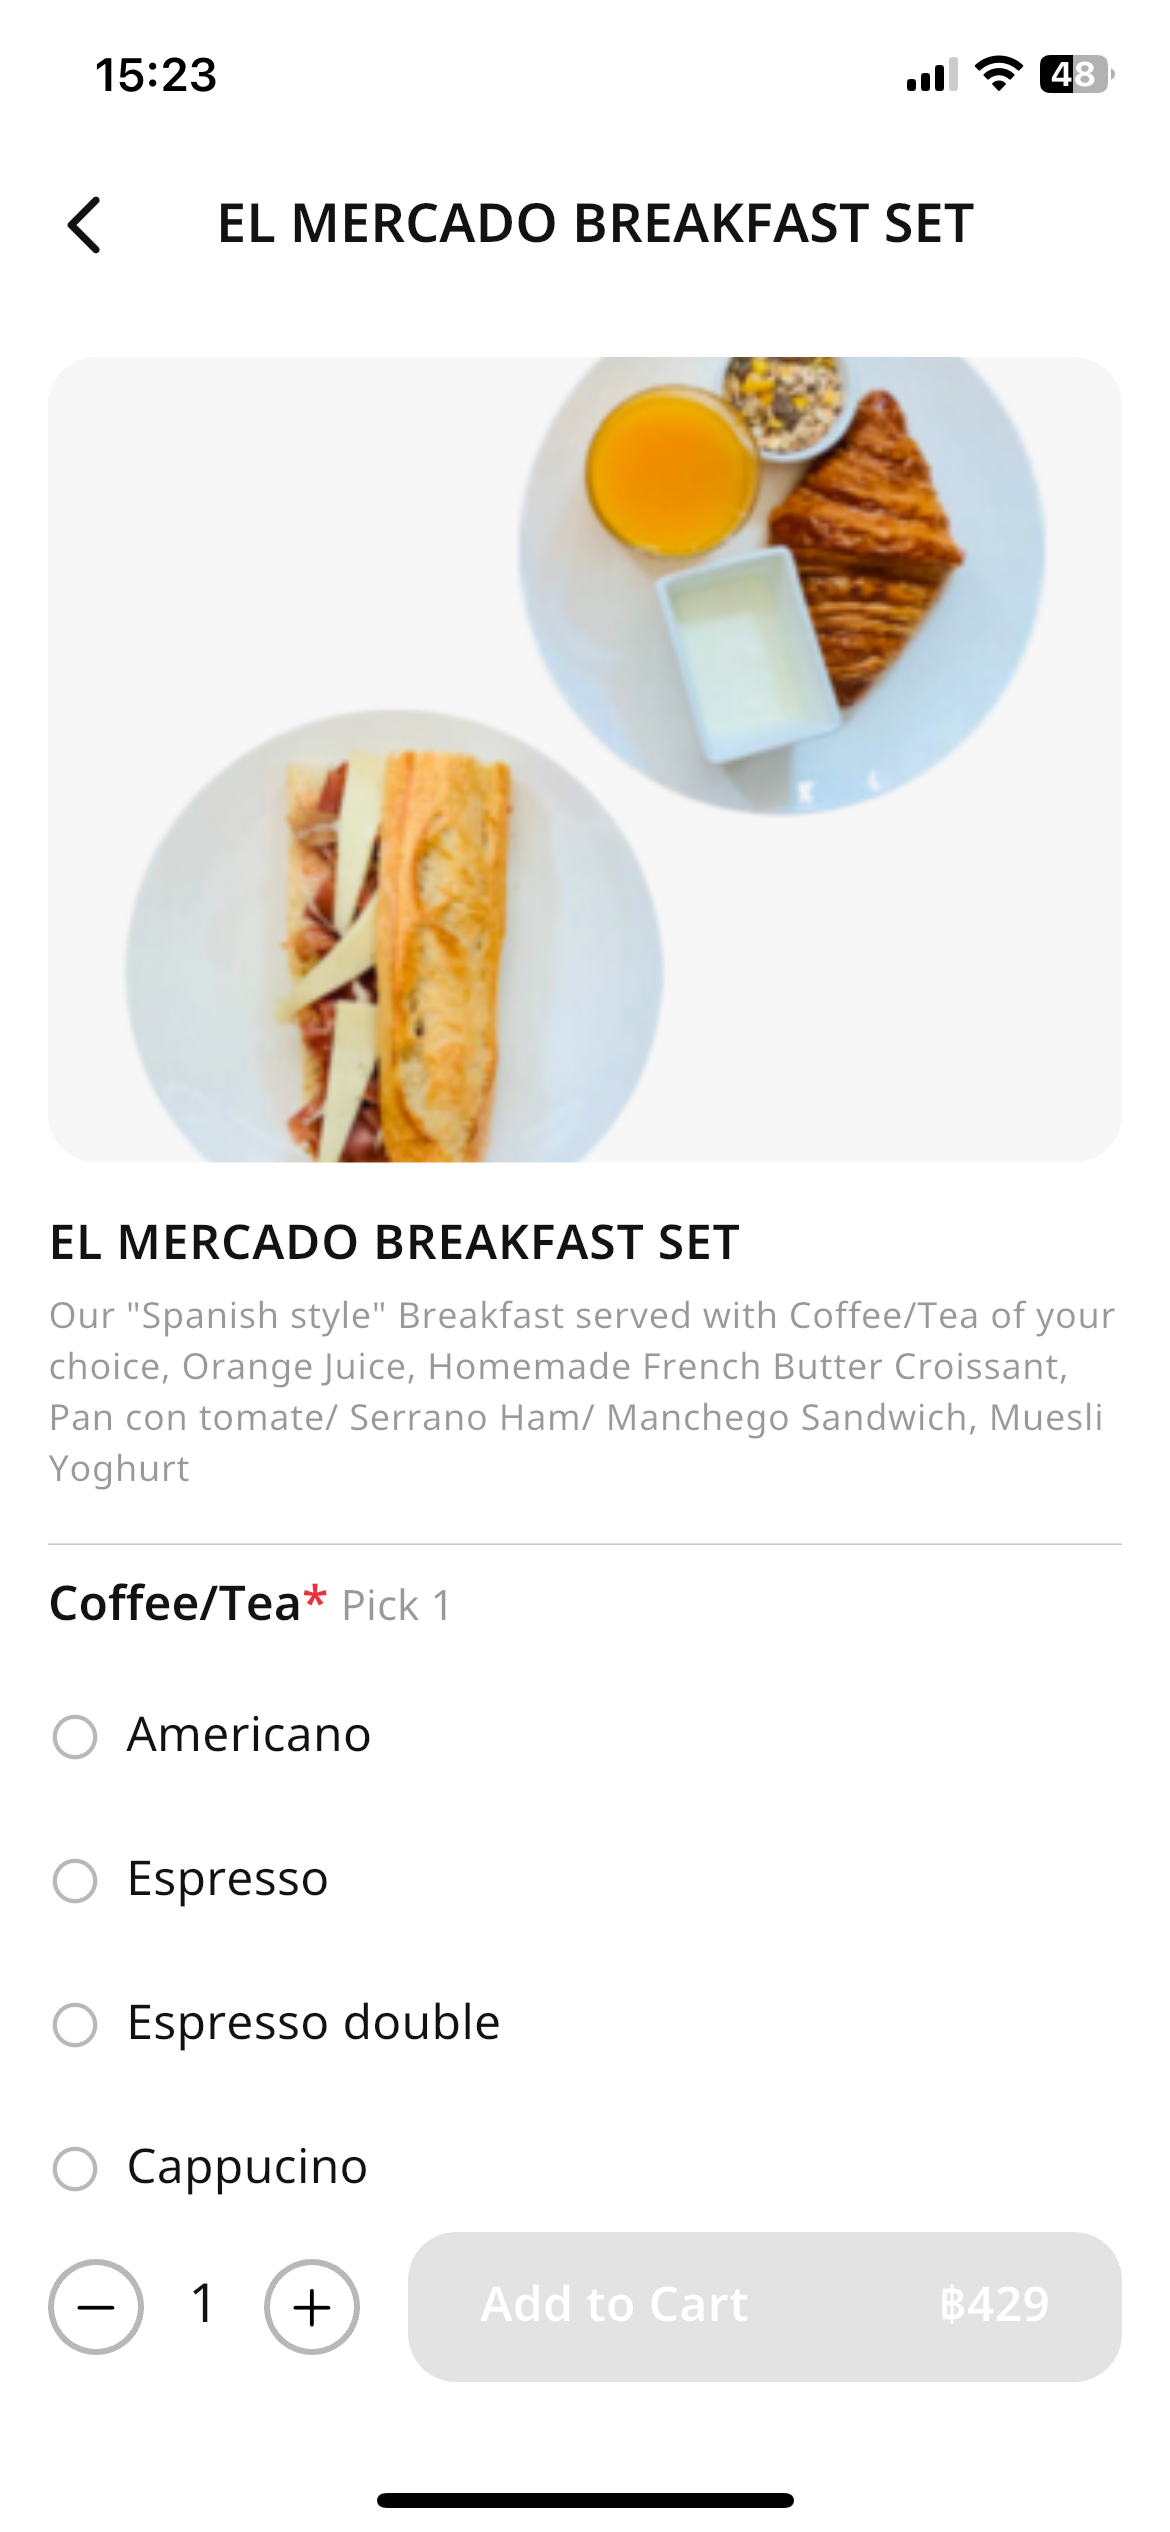 15:23
48
EL MERCADO BREAKFAST SET
EL MERCADO BREAKFAST SET
Our "Spanish style" Breakfast served with Coffee/Tea of your
choice, Orange Juice, Homemade French Butter Croissant,
Pan con tomate/ Serrano Ham/ Manchego Sandwich, Muesli
Yoghurt
Coffee/Tea* Pick 1
Americano
Espresso
Espresso double
Cappucino
1
Add to Cart ฿429